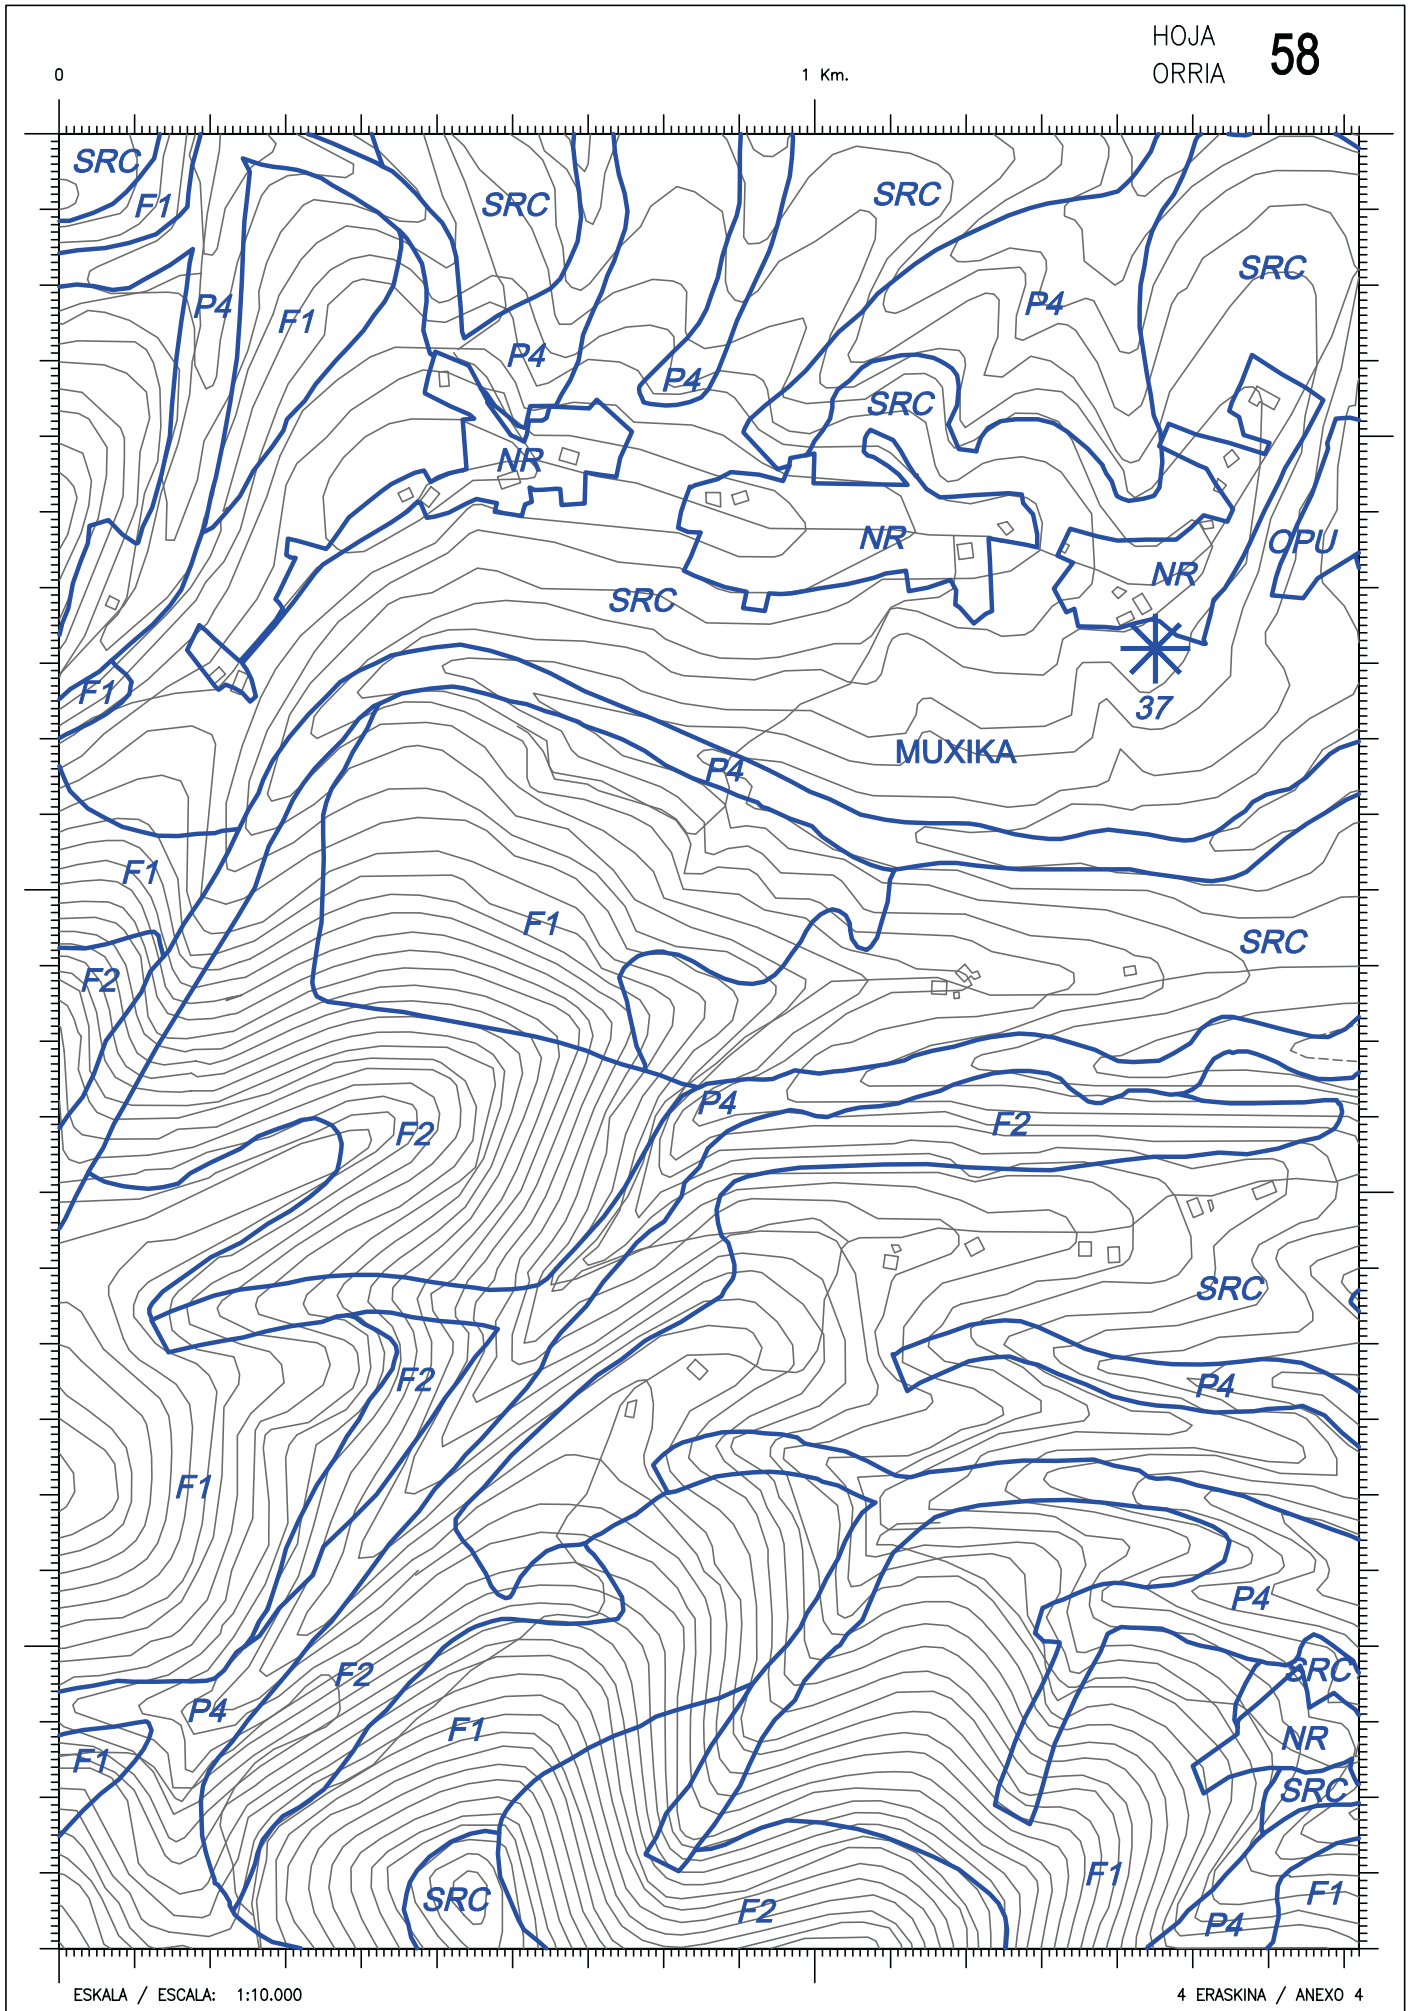 HOJA
ORRIA 58
0 1 Km.
SRC
F1
SRC
SRC
SRC
P4
F1
P4
P4
P4
SRC
NR
NR
OPU
NR
SRC
F1
37
MUXIKA
P4
F1
F1
SRC
F2
P4
F2
F2
SRC
F2
P4
F1
P4
SRC
F2
P4
F1
NR
F1
SRC
F1
F1
SRC
F2
P4
ESKALA / ESCALA: 1:10.000
4 ERASKINA / ANEXO 4